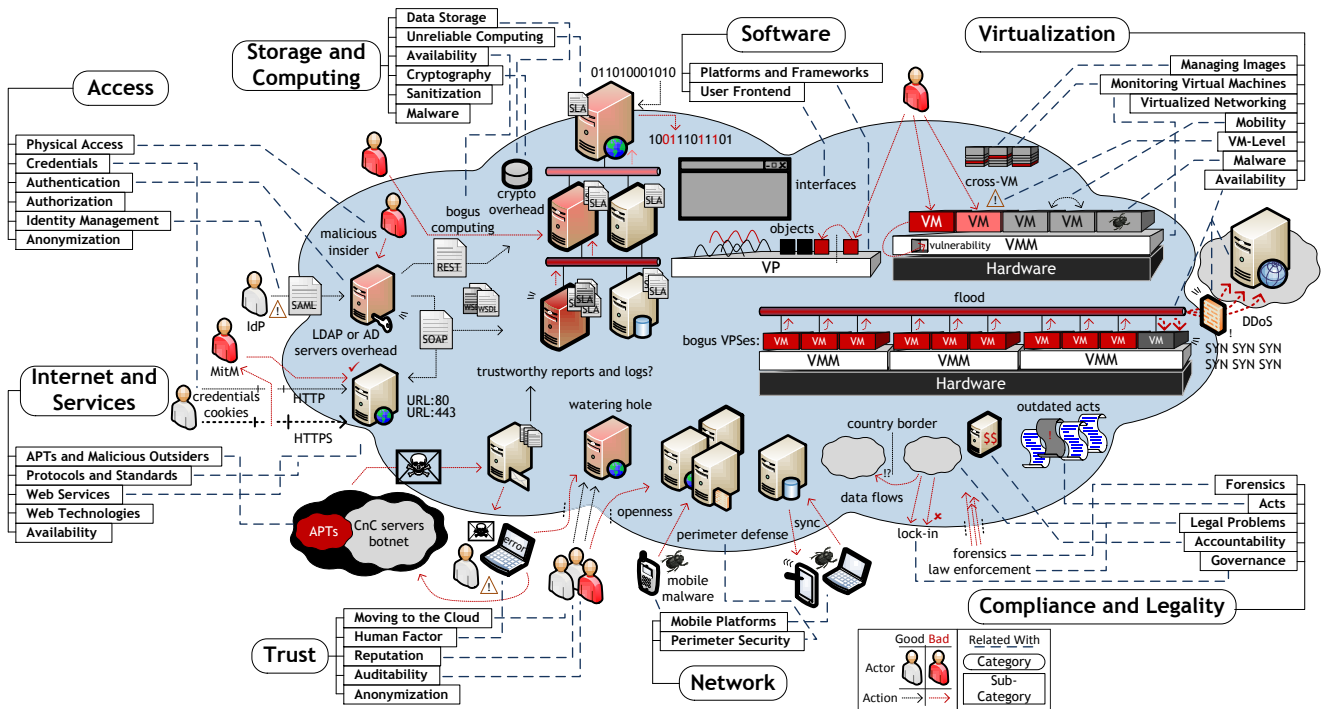 Storage and
Computing
Data Storage
Unreliable Computing
Availability
Cryptography
Sanitization
Malware
Software
Platforms and Frameworks
User Frontend
Virtualization
Managing Images
Monitoring Virtual Machines
Virtualized Networking
Mobility
VM-Level
Malware
Availability
Access
Physical Access
Credentials
Authentication
Authorization
Identity Management
Anonymization
011010001010
SLA
100111011101
crypto
overhead
bogus
computing
malicious
insider
SLA
SLA
SLA
REST
interfaces
objects
VP
cross-VM
VM
VM
VM
VM
vulnerability
VMM
Hardware
IdP
SAML
LDAP or AD
servers overhead
WSDL
SOAP
SLA
SLA
SLA
SLA
flood
bogus VPSes:
VM
VM
VM
VM
VM
VM
VM
VM
VM
VM
VMM
VMM
VMM
Hardware
DDoS
!
SYN SYN SYN
SYN SYN SYN
MitM
HTTP
credentials
cookies
HTTPS
URL:80
URL:443
trustworthy reports and logs?
watering hole
country border
!?
data flows
$$
outdated acts
!
Internet and
Services
APTs and Malicious Outsiders
Protocols and Standards
Web Services
Web Technologies
Availability
APTs
CnC servers
botnet
error
openness
perimeter defense
sync
lock-in
forensics
law enforcement
mobile
malware
Forensics
Acts
Legal Problems
Accountability
Governance
Compliance and Legality
Trust
Moving to the Cloud
Human Factor
Reputation
Auditability
Anonymization
Mobile Platforms
Perimeter Security
Network
Good Bad
Actor
Action
Related With
Category
Sub-
Category